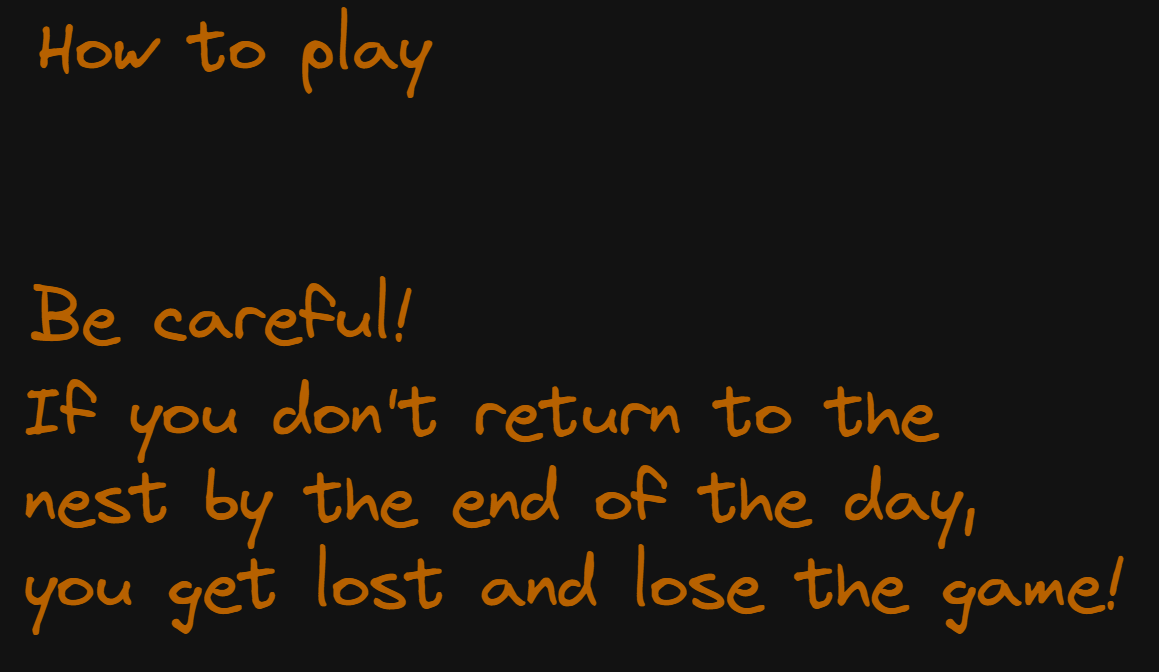 How to play
Be careful!
If you don't return to the
nest by the end of the day,
you get lost and lose the game!